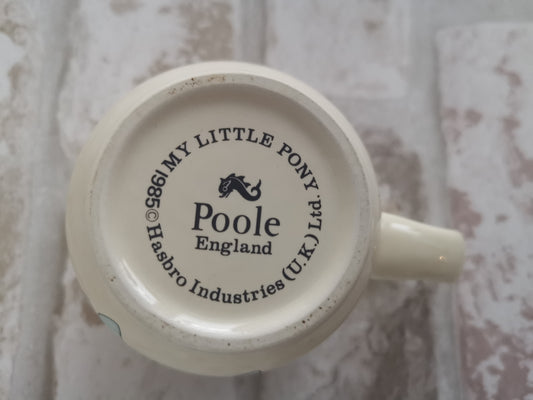 MY LITTLE PONY
1985 © Hasbro Industries (U.K.) Ltd.
Poole
England